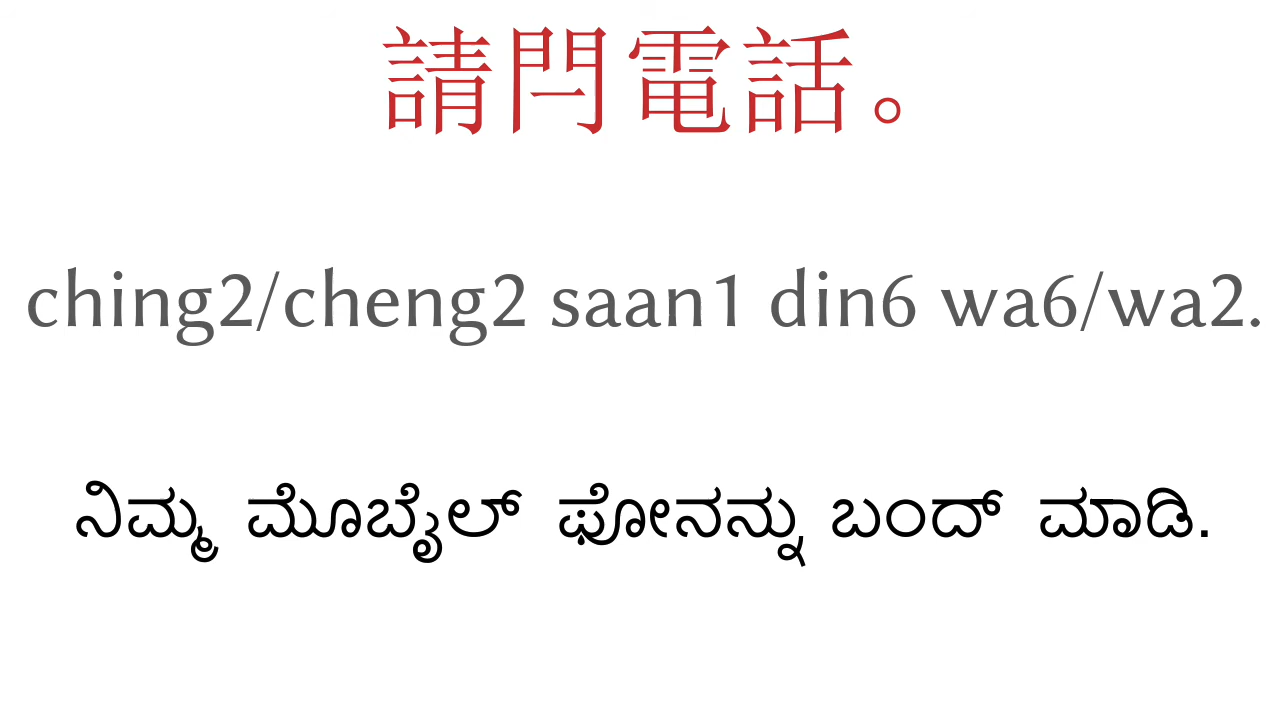 請閂電話。
ching2/cheng2 saan1 din6 wa6/wa2.
ನಿಮ್ಮ ಮೊಬೈಲ್ ಫೋನನ್ನು ಬಂದ್ ಮಾಡಿ.